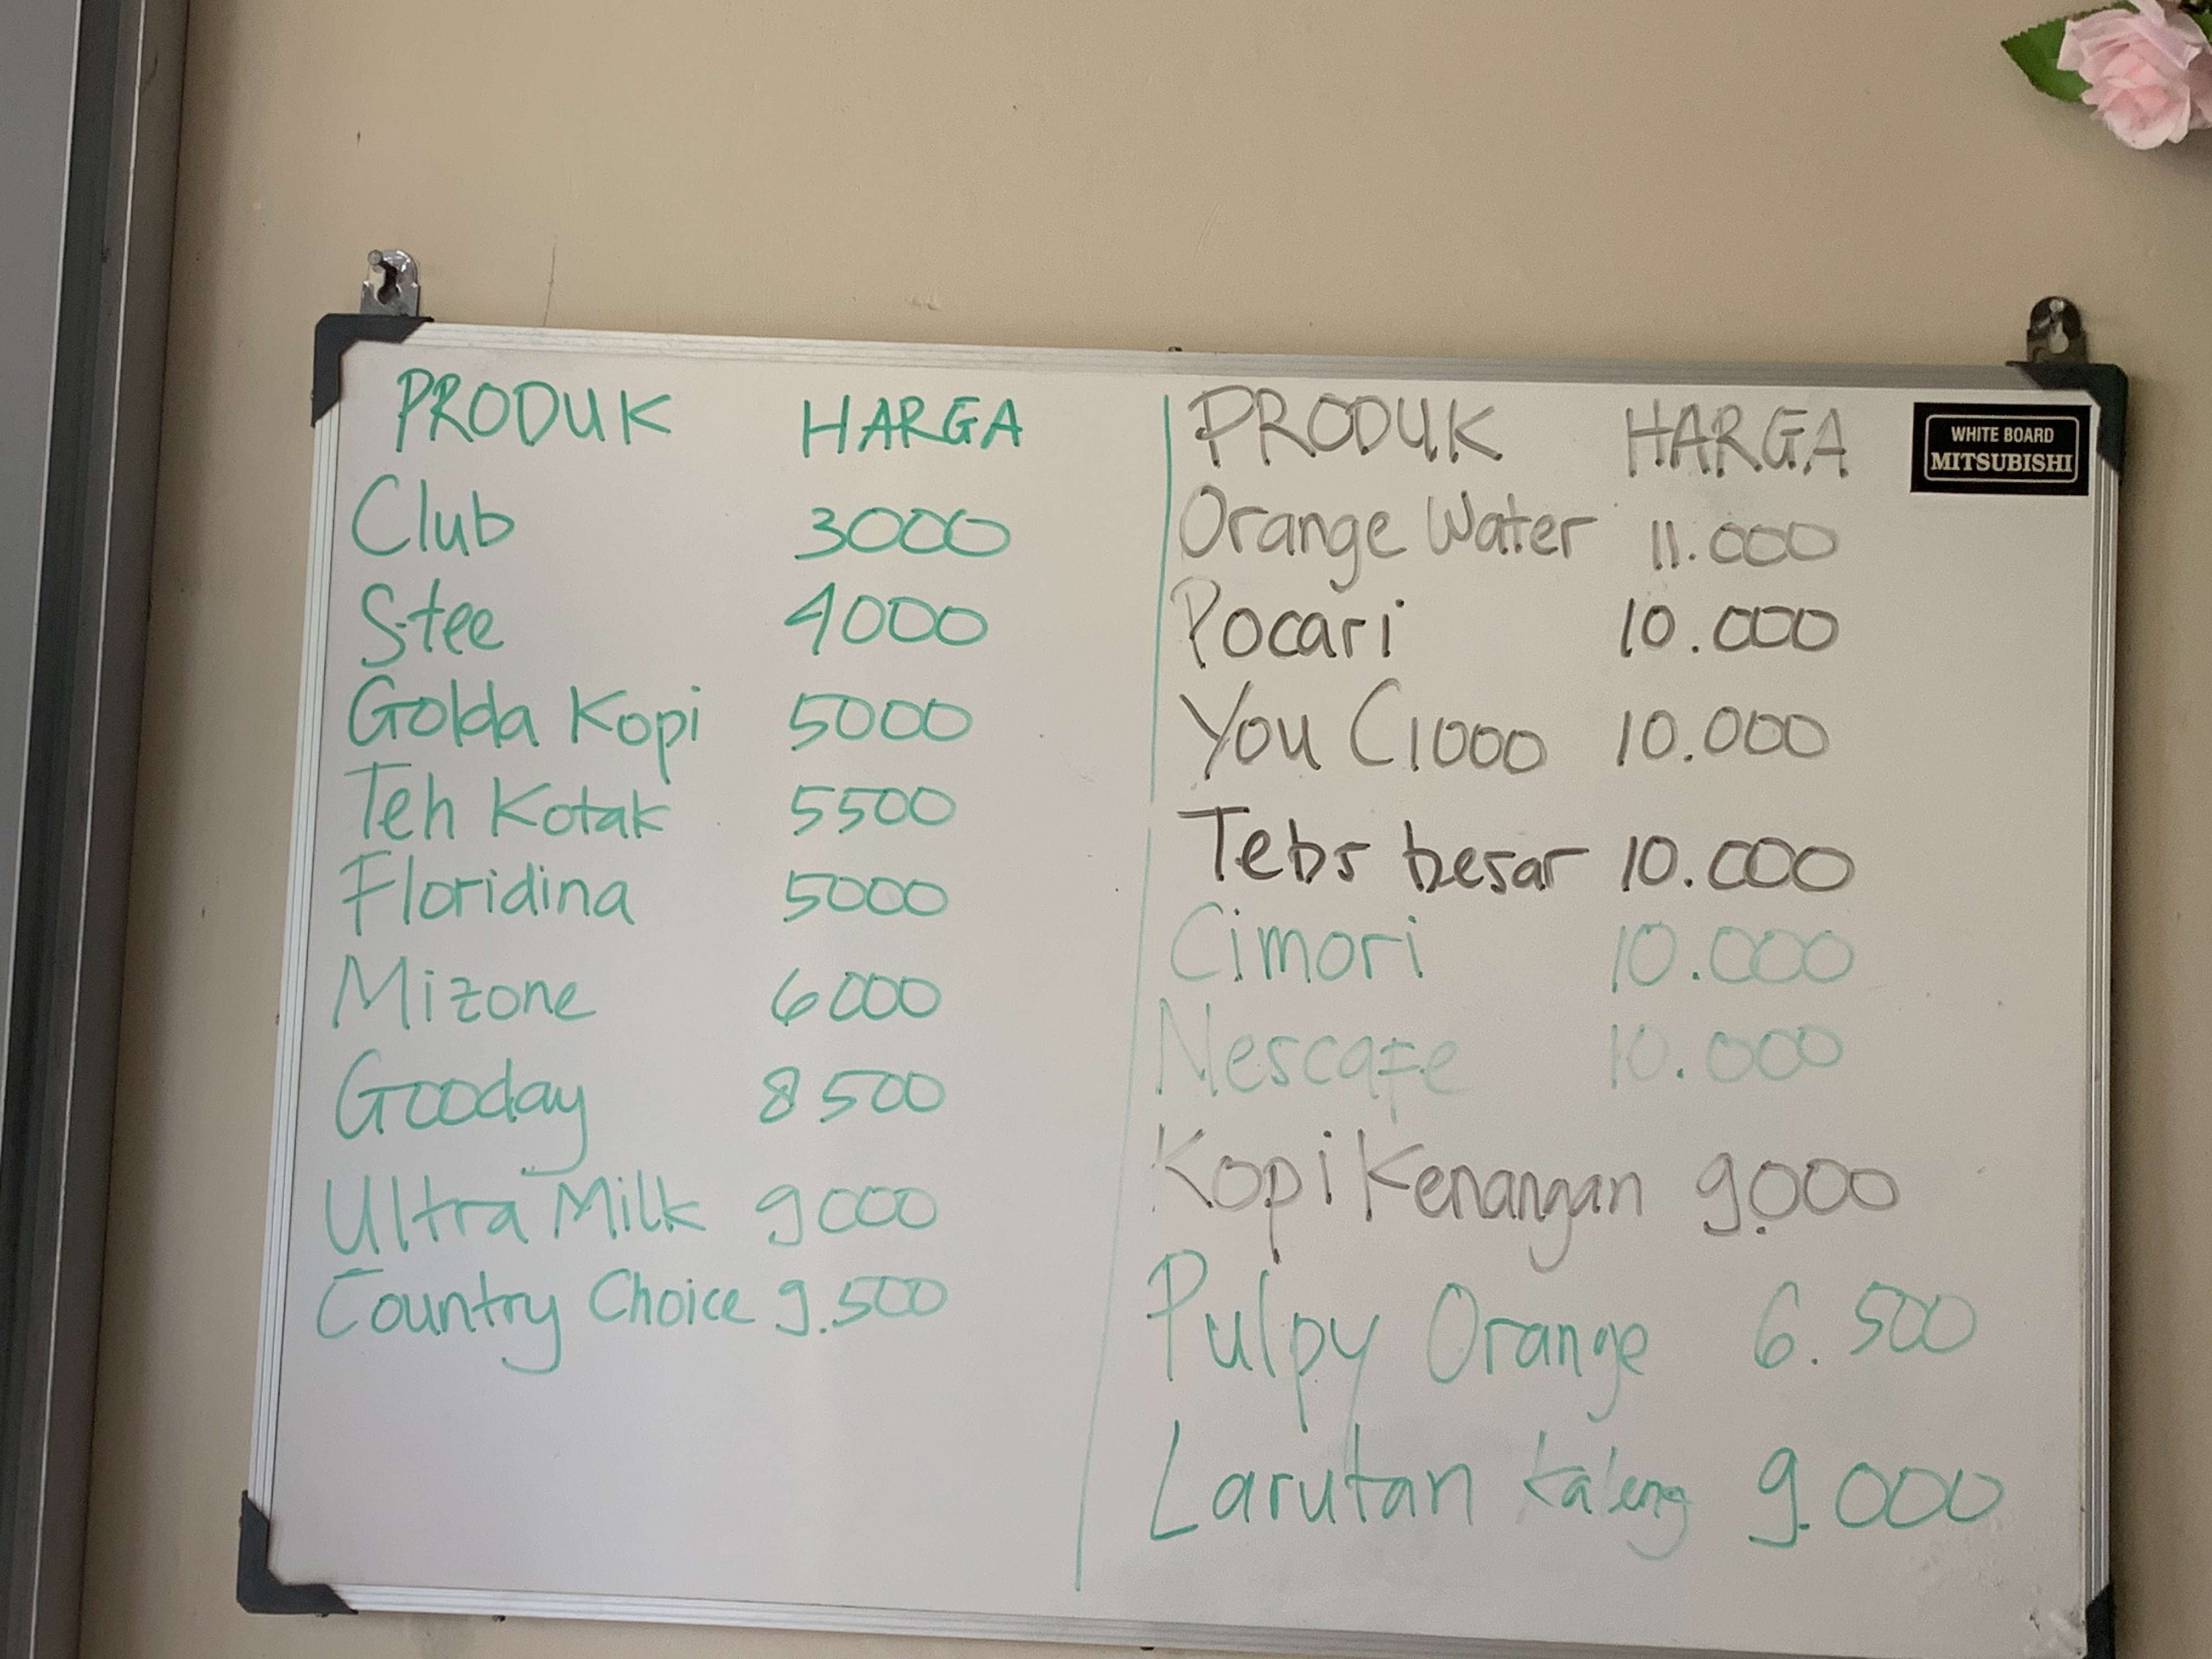 PRODUK HARGA
Club 3000
Stee 4000
Golda Kopi 5000
Teh Kotak 5500
Floridina 5000
Mizone 6000
Gooday 8500
Ultra Milk 9000
Country Choice 9.500
PRODUK HARGA
WHITE BOARD
MITSUBISHI
Orange Water 11.000
Pocari 10.000
You C1000 10.000
Tebs besar 10.000
Cimori 10.000
Nescafe 10.000
Kopi Kenangan 9.000
Pulpy Orange 6.500
Larutan kaleng 9.000